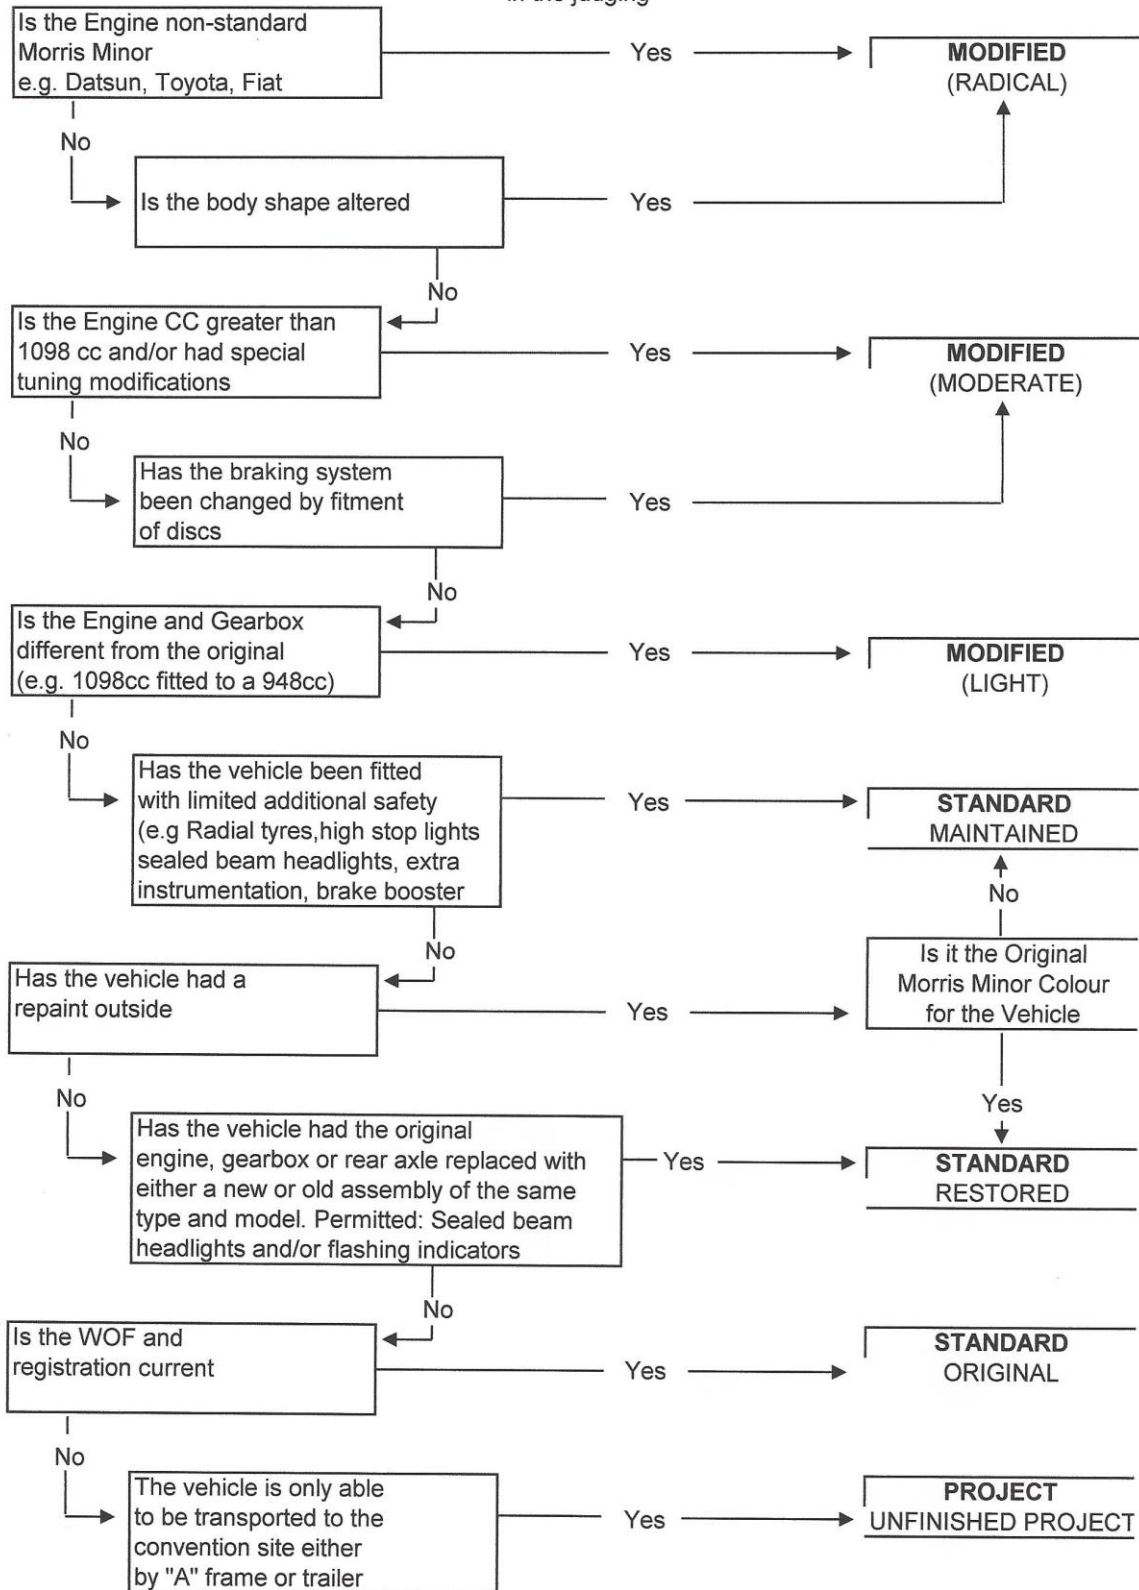 in the judging
Is the Engine non-standard
Morris Minor
e.g. Datsun, Toyota, Fiat
Yes
MODIFIED
(RADICAL)
No
Is the body shape altered
Yes
No
Is the Engine CC greater than
1098 cc and/or had special
tuning modifications
Yes
MODIFIED
(MODERATE)
No
Has the braking system
been changed by fitment
of discs
Yes
No
Is the Engine and Gearbox
different from the original
(e.g. 1098cc fitted to a 948cc)
Yes
MODIFIED
(LIGHT)
No
Has the vehicle been fitted
with limited additional safety
(e.g Radial tyres,high stop lights
sealed beam headlights, extra
instrumentation, brake booster
Yes
STANDARD
MAINTAINED
No
No
Has the vehicle had a
repaint outside
Yes
Is it the Original
Morris Minor Colour
for the Vehicle
No
Yes
Has the vehicle had the original
engine, gearbox or rear axle replaced with
either a new or old assembly of the same
type and model. Permitted: Sealed beam
headlights and/or flashing indicators
Yes
STANDARD
RESTORED
No
Is the WOF and
registration current
Yes
STANDARD
ORIGINAL
No
The vehicle is only able
to be transported to the
convention site either
by "A" frame or trailer
Yes
PROJECT
UNFINISHED PROJECT